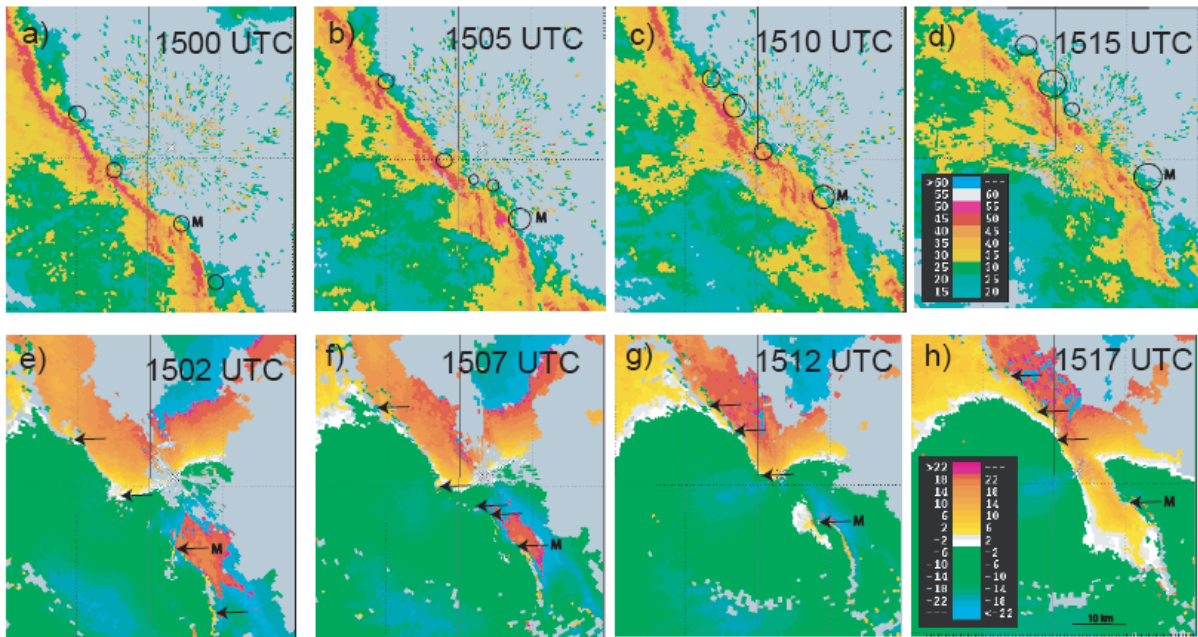 a) 1500 UTC
b) 1505 UTC
c) 1510 UTC
d) 1515 UTC
M
M
M
M
>60 ---
55 60
50 55
45 50
40 45
35 40
30 35
25 30
20 25
15 20
e) 1502 UTC
f) 1507 UTC
g) 1512 UTC
h) 1517 UTC
M
M
M
M
>22 ---
18 22
14 18
10 14
6 10
2 6
-2 2
-6 -2
-10 -6
-14 -10
-18 -14
-22 -18
--- <-22
10 km